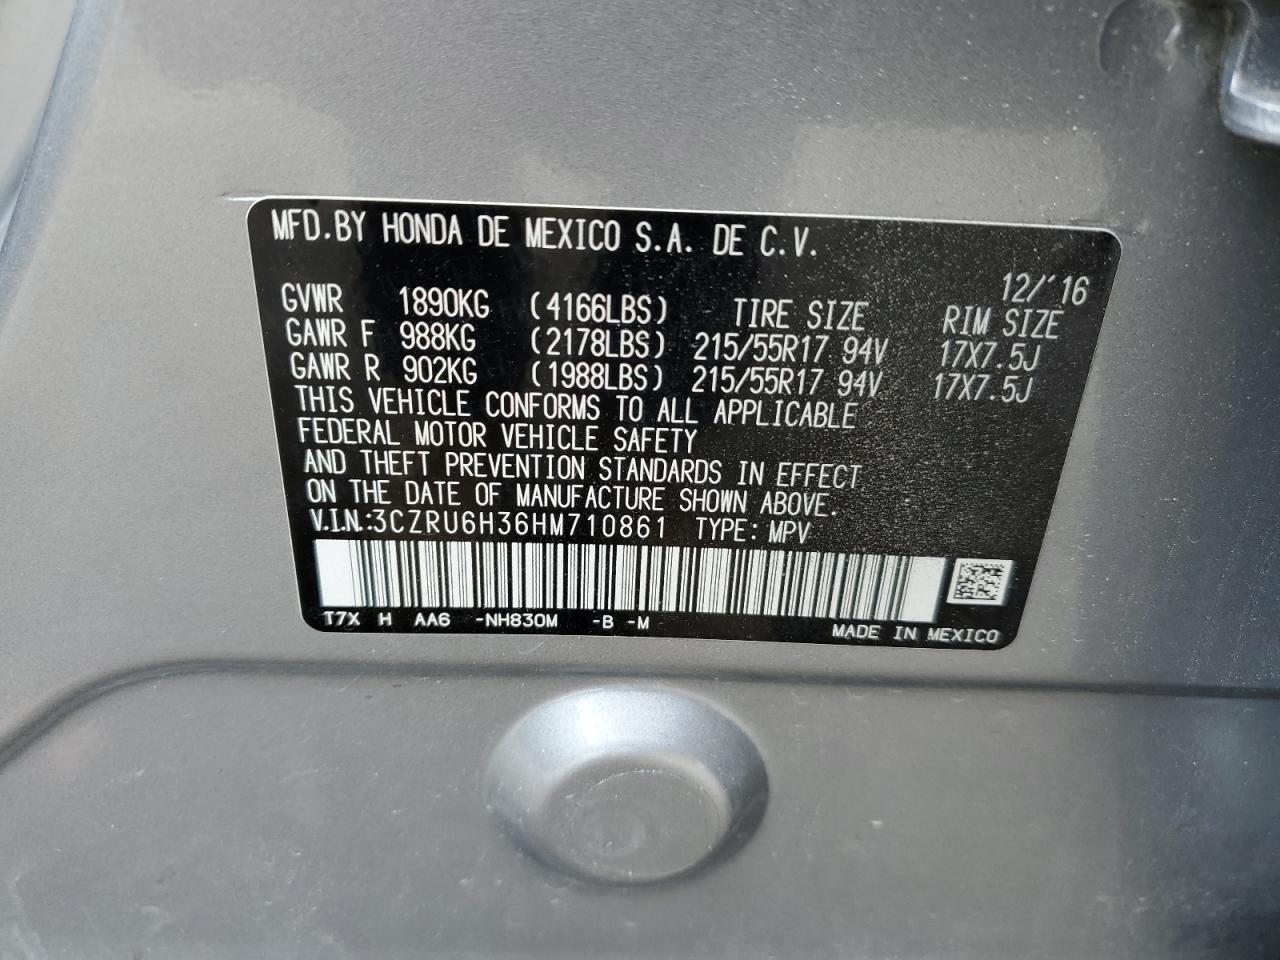 MFD.BY HONDA DE MEXICO S.A. DE C.V.
12/'16
GVWR 1890KG (4166LBS) TIRE SIZE RIM SIZE
GAWR F 988KG (2178LBS) 215/55R17 94V 17X7.5J
GAWR R 902KG (1988LBS) 215/55R17 94V 17X7.5J
THIS VEHICLE CONFORMS TO ALL APPLICABLE
FEDERAL MOTOR VEHICLE SAFETY
AND THEFT PREVENTION STANDARDS IN EFFECT
ON THE DATE OF MANUFACTURE SHOWN ABOVE.
V.I.N.:3CZRU6H36HM710861 TYPE:MPV
T7X H AA6 -NH830M -B -M
MADE IN MEXICO